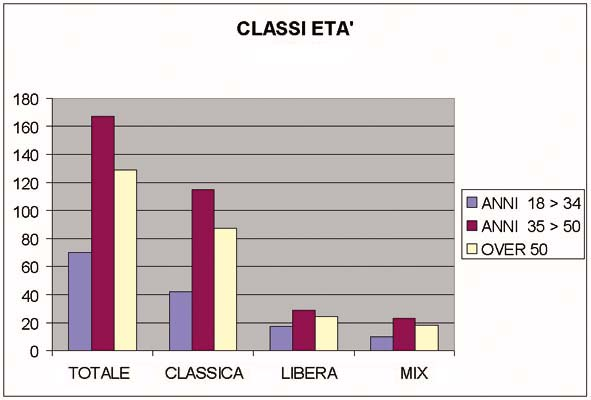 CLASSI ETA'
180
160
140
120
100
80
60
40
20
0
TOTALE CLASSICA LIBERA MIX
ANNI 18 > 34
ANNI 35 > 50
OVER 50